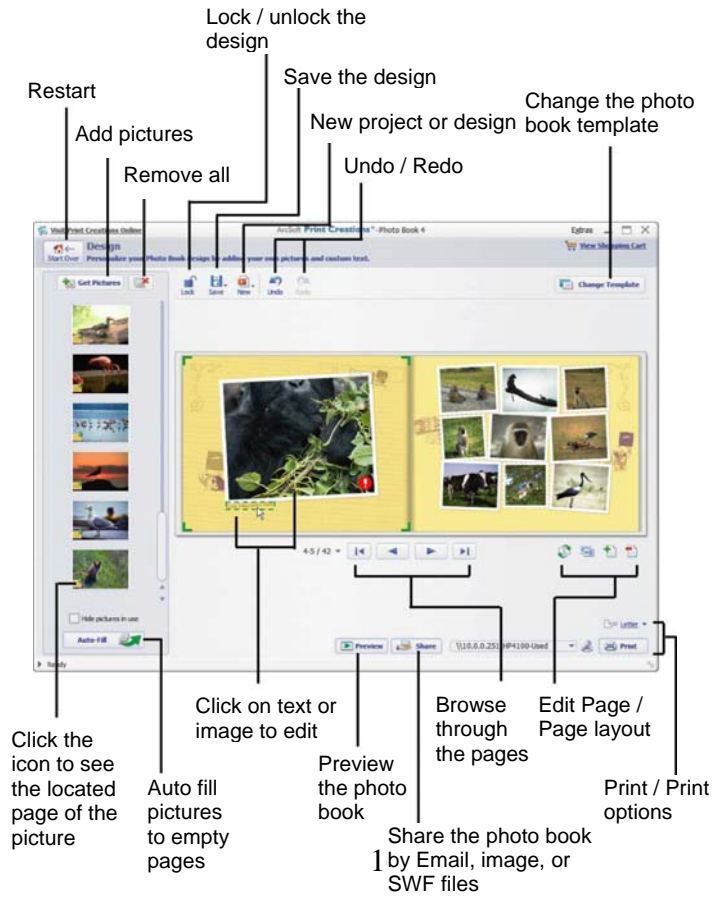 Lock / unlock the
design
Save the design
Restart
New project or design
Change the photo
book template
Add pictures
Undo / Redo
Remove all
Visit Print Creations Online
ArcSoft Print Creations - Photo Book 4
Extras
Start Over
Design
Personalize your Photo Book design by adding your own pictures and custom text.
View Shopping Cart
Get Pictures
Lock
Save
New
Undo
Redo
Change Template
4-5 / 42
Hide pictures in use
Letter
Auto-Fill
Preview
Share
\\10.0.0.251\HP4100-Used
Print
Ready
Click on text or
image to edit
Browse
through
the pages
Edit Page /
Page layout
Click the
icon to see
the located
page of the
picture
Auto fill
pictures
to empty
pages
Preview
the photo
book
Print / Print
options
Share the photo book
1 by Email, image, or
SWF files